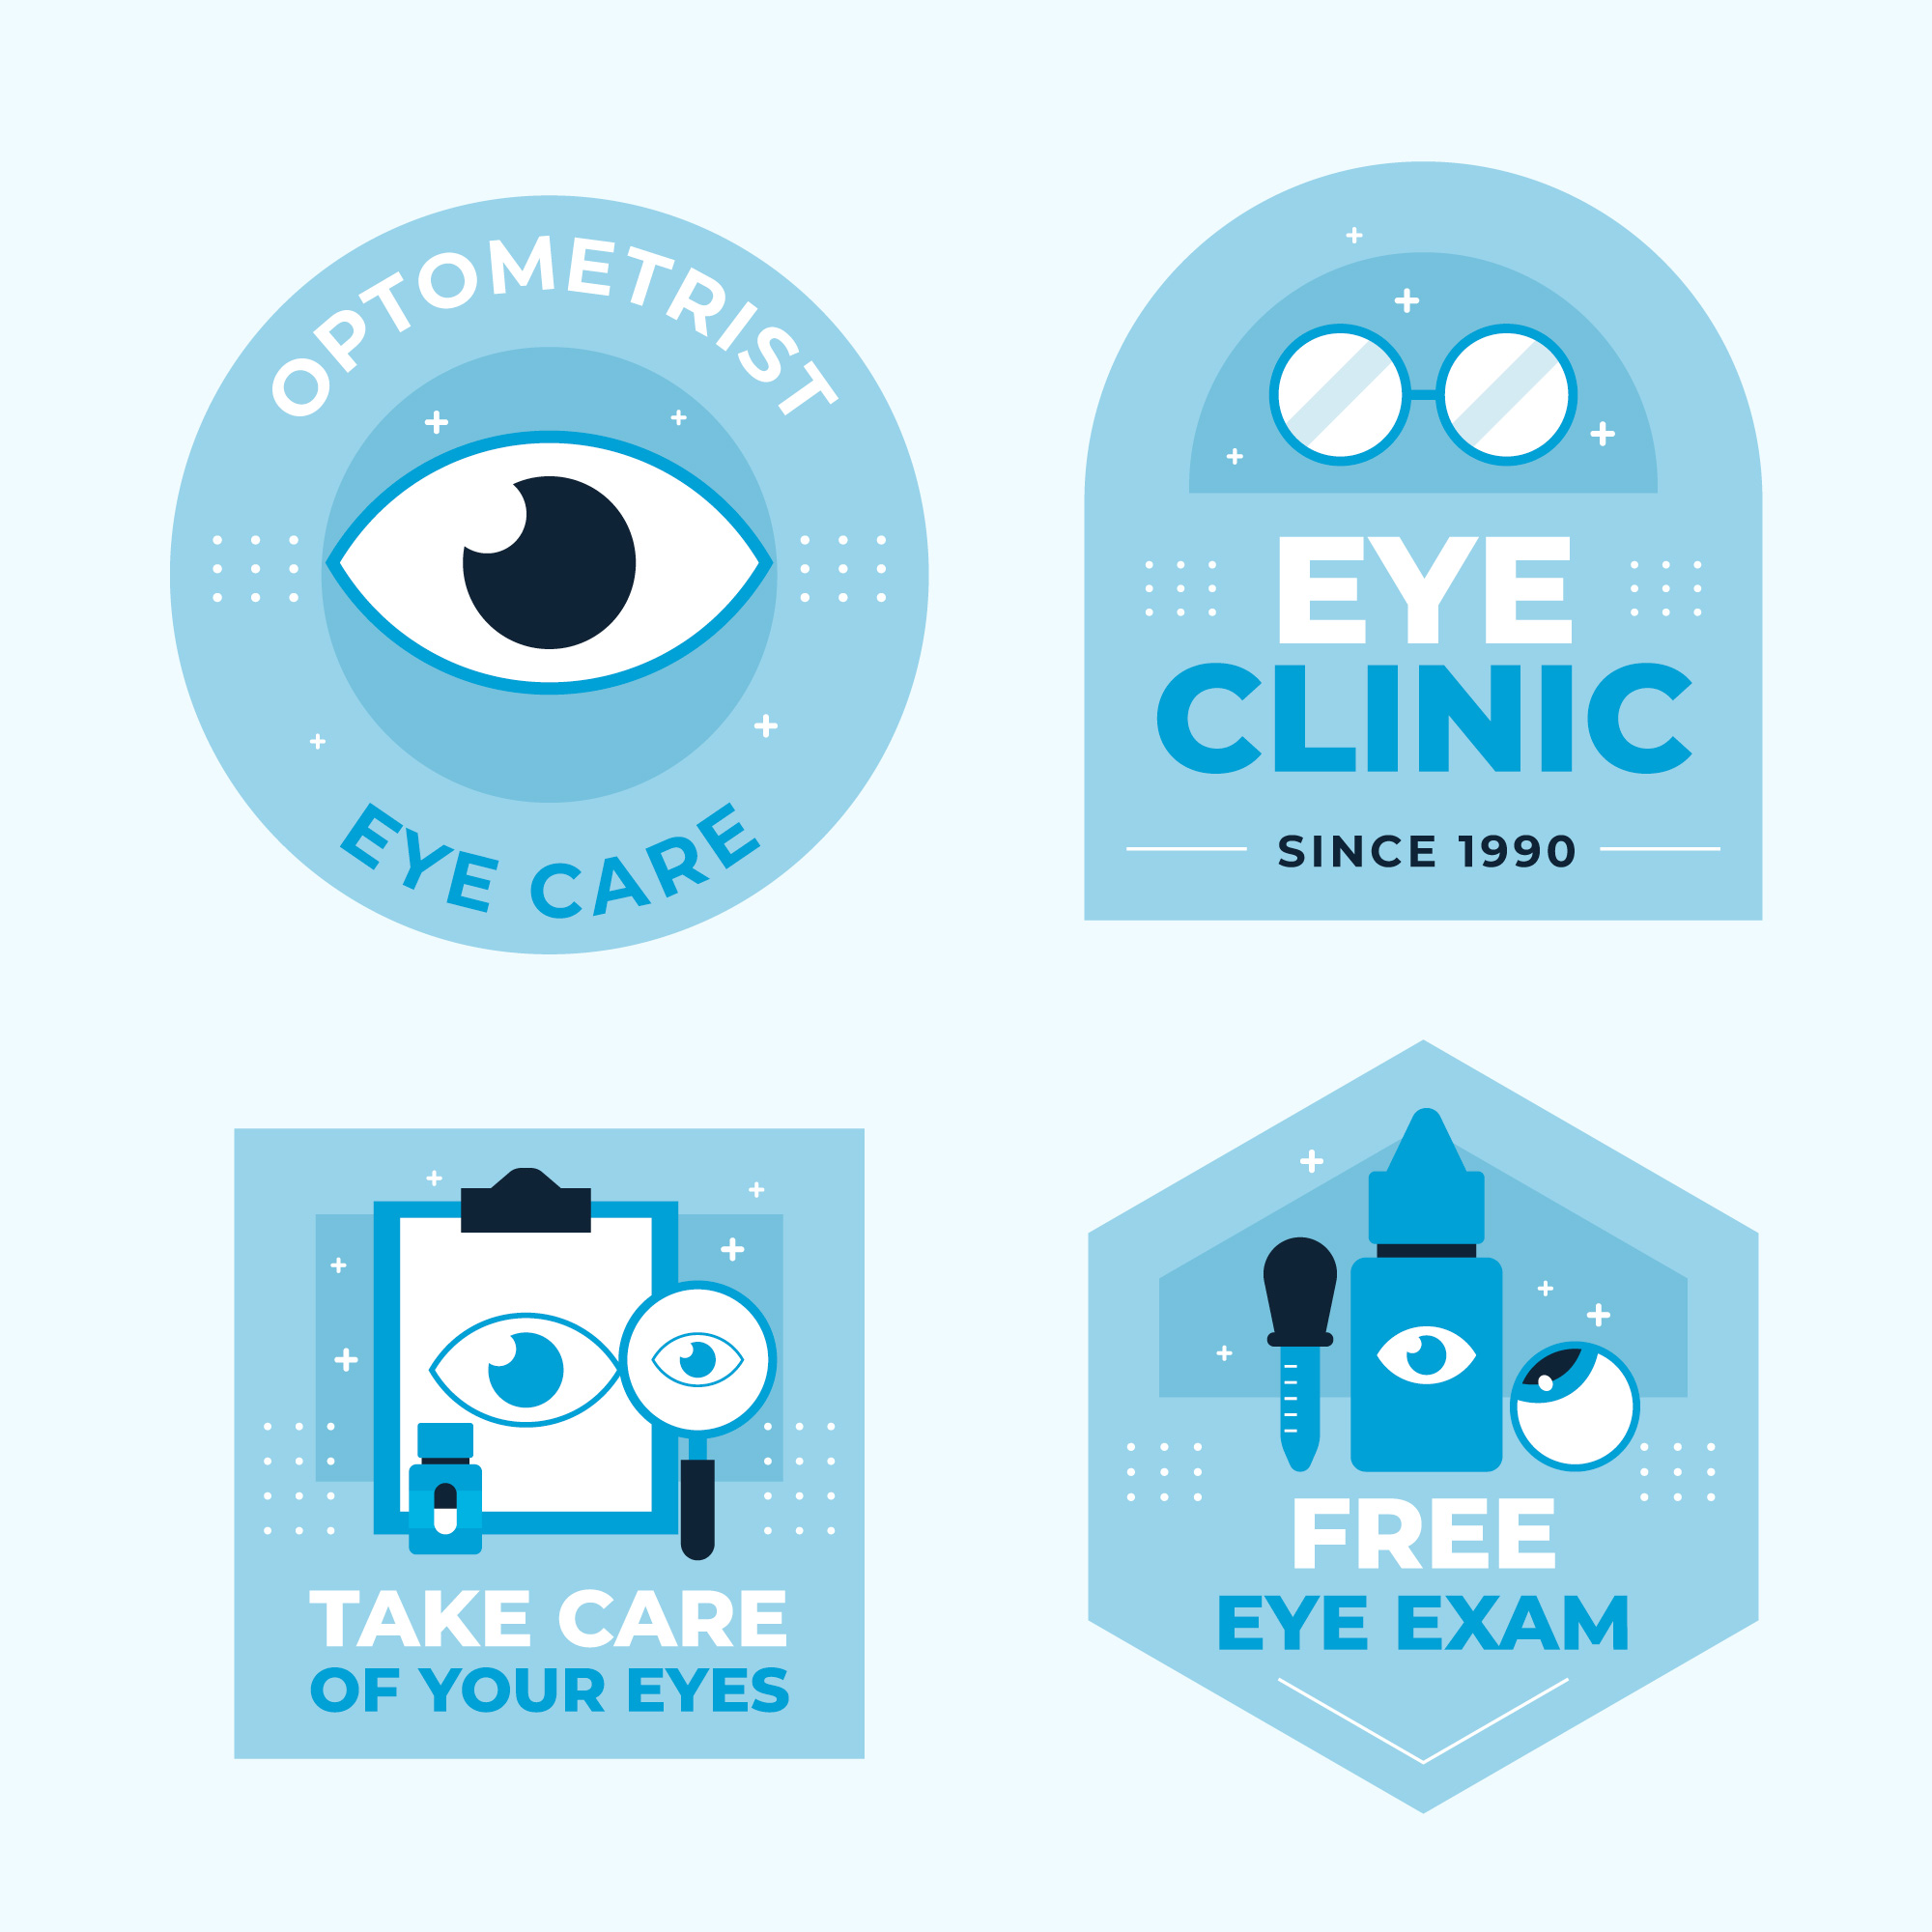 OPTOMETRIST
EYE CARE
EYE
CLINIC
SINCE 1990
TAKE CARE
OF YOUR EYES
FREE
EYE EXAM